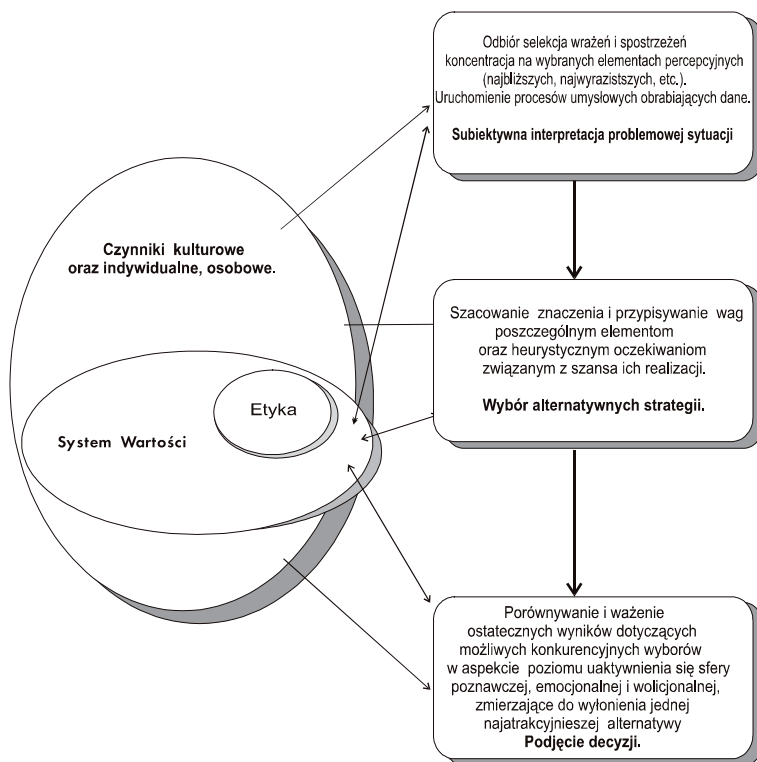 Odbiór selekcja wrażeń i spostrzeżeń
koncentracja na wybranych elementach percepcyjnych
(najbliższych, najwyrazistszych, etc.).
Uruchomienie procesów umysłowych obrabiających dane.
Subiektywna interpretacja problemowej sytuacji
Czynniki kulturowe
oraz indywidualne, osobowe.
Szacowanie znaczenia i przypisywanie wag
poszczególnym elementom
oraz heurystycznym oczekiwaniom
związanym z szansa ich realizacji.
Wybór alternatywnych strategii.
Etyka
System Wartości
Porównywanie i ważenie
ostatecznych wyników dotyczących
możliwych konkurencyjnych wyborów
w aspekcie poziomu uaktywnienia się sfery
poznawczej, emocjonalnej i wolicjonalnej,
zmierzające do wyłonienia jednej
najatrakcyjnieszej alternatywy
Podjęcie decyzji.